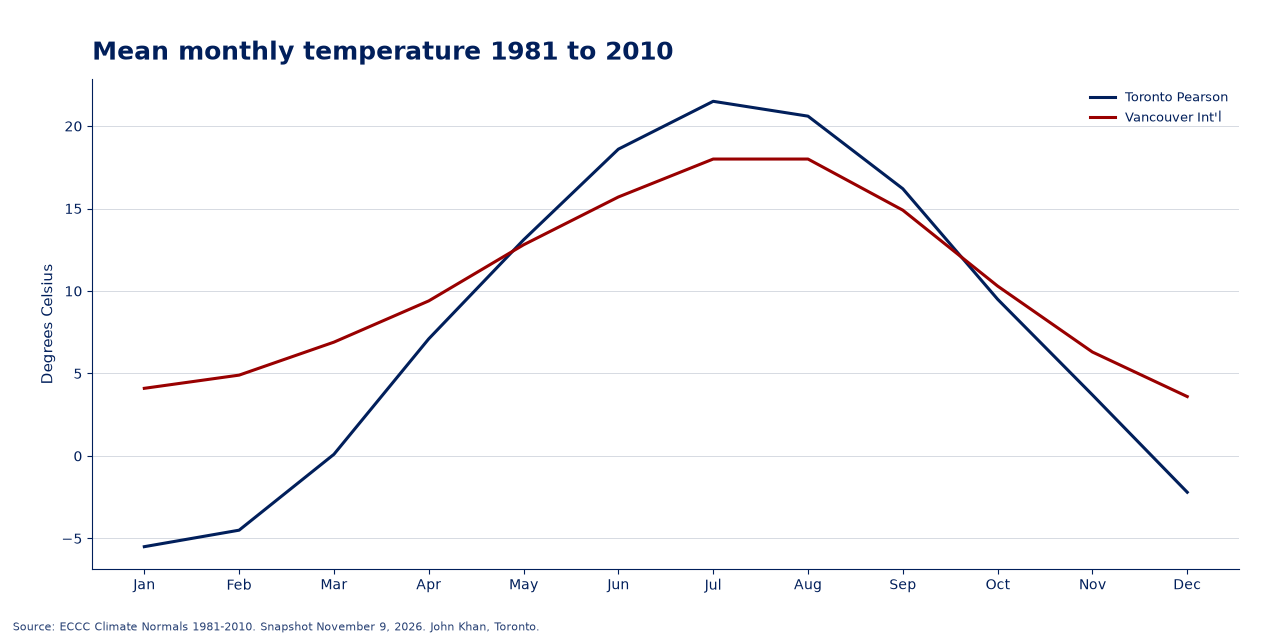 Mean monthly temperature 1981 to 2010
Toronto Pearson
Vancouver Int'l
Degrees Celsius
20
15
10
5
0
−5
Jan Feb Mar Apr May Jun Jul Aug Sep Oct Nov Dec
Source: ECCC Climate Normals 1981-2010. Snapshot November 9, 2026. John Khan, Toronto.